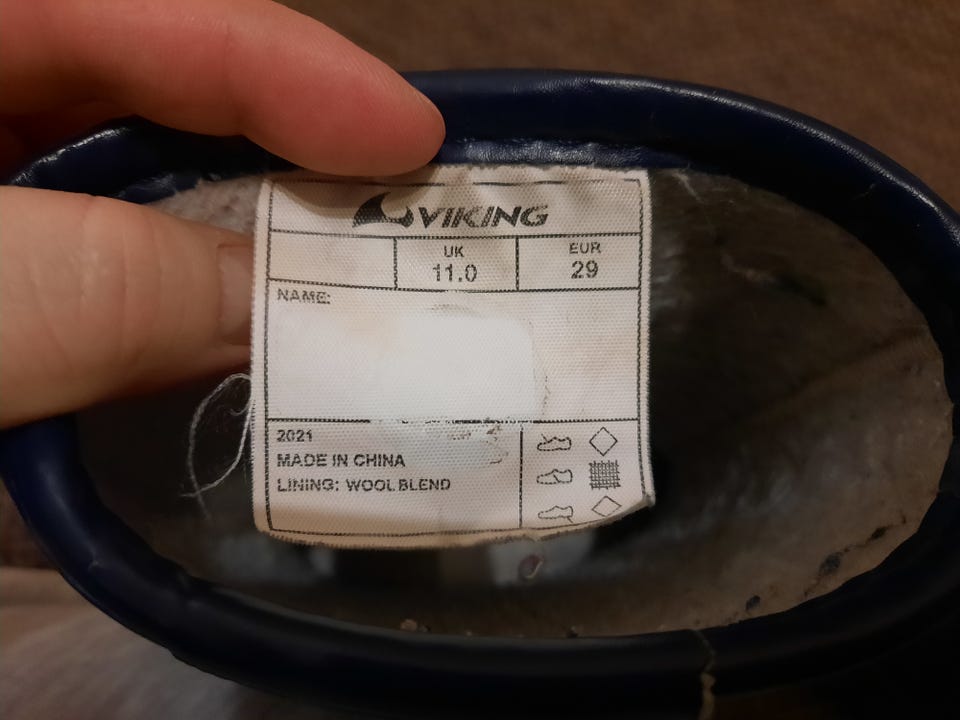 VIKING
UK EUR
11.0 29
NAME:
2021
MADE IN CHINA
LINING: WOOL BLEND